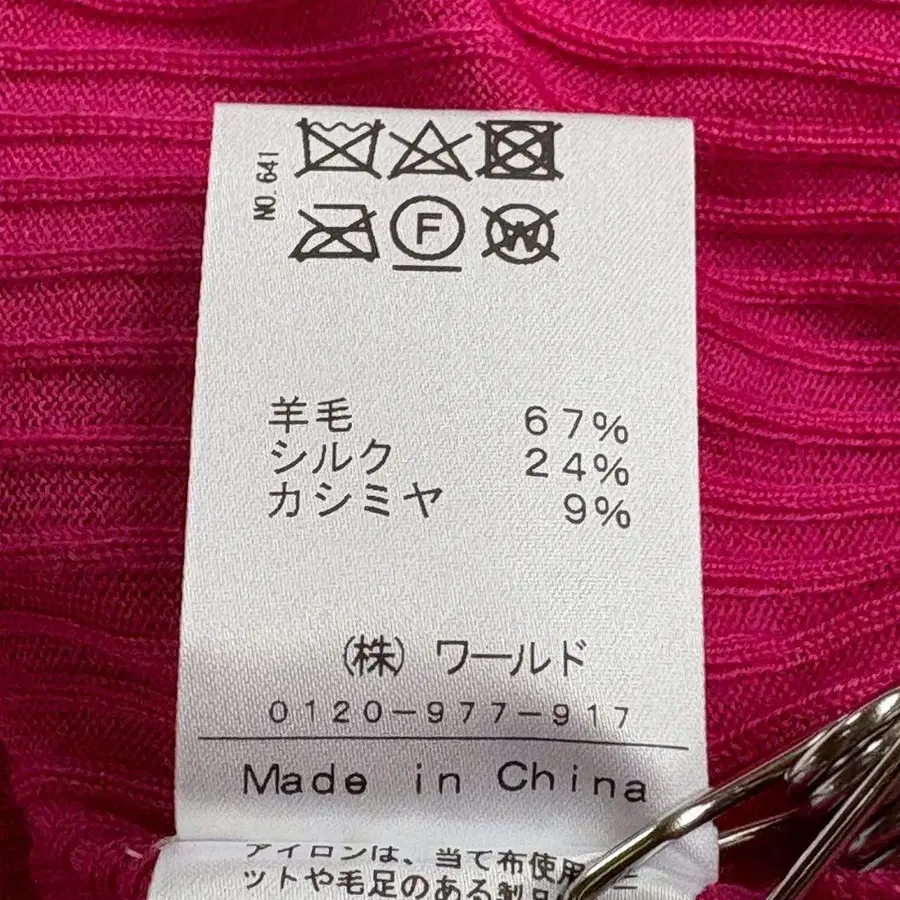 NO.641
F
W
羊毛 67%
シルク 24%
カシミヤ 9%
(株) ワールド
0120-977-917
Made in China
アイロンは、当て布使用
ットや毛足のある製品